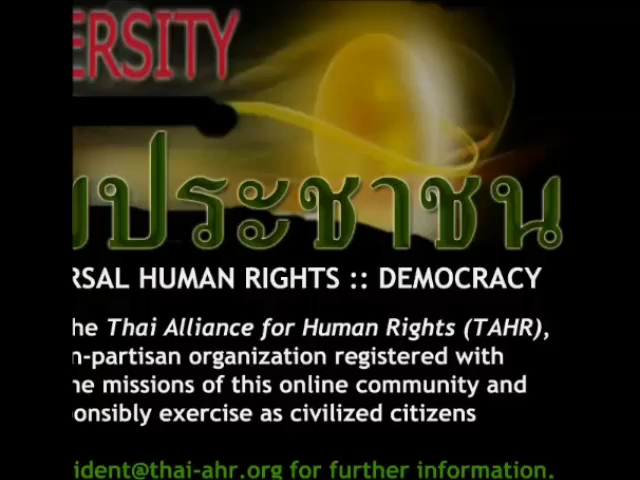 ERSITY
ประชาชน
RSAL HUMAN RIGHTS :: DEMOCRACY
he Thai Alliance for Human Rights (TAHR),
n-partisan organization registered with
ne missions of this online community and
onsibly exercise as civilized citizens
ident@thai-ahr.org for further information.